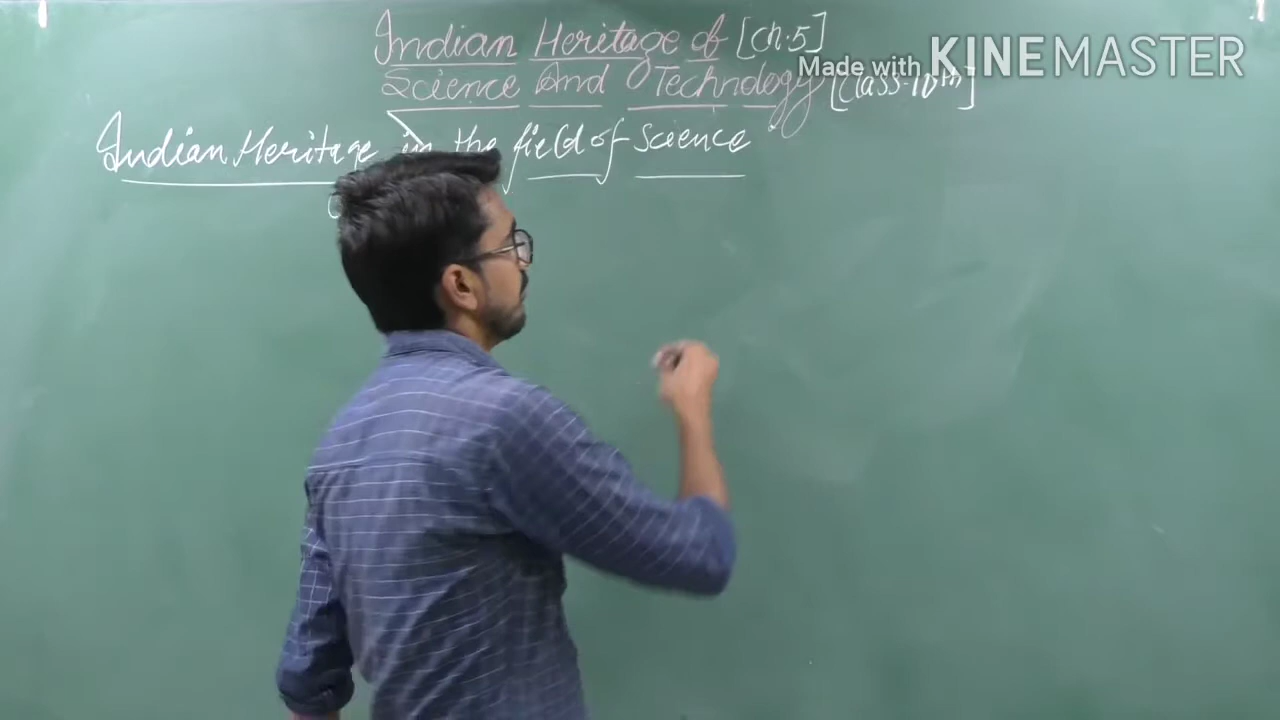 Indian Heritage of [Ch.5]
Made with KINEMASTER
Science And Technology [Class-10th]
Indian Heritage in the field of Science